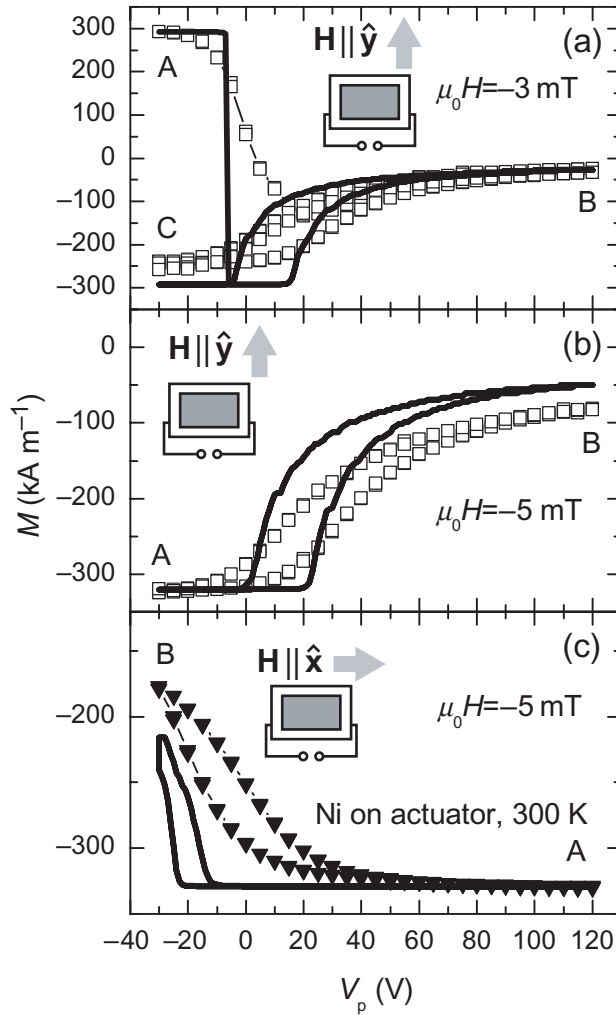 300
200
100
0
−100
−200
−300
A
C
B
H || ŷ
(a)
μ₀H=−3 mT
0
−100
−200
−300
H || ŷ
(b)
A
B
μ₀H=−5 mT
M (kA m⁻¹)
−200
−300
B
H || x̂
(c)
μ₀H=−5 mT
Ni on actuator, 300 K
A
−40 −20 0 20 40 60 80 100 120
Vₚ (V)